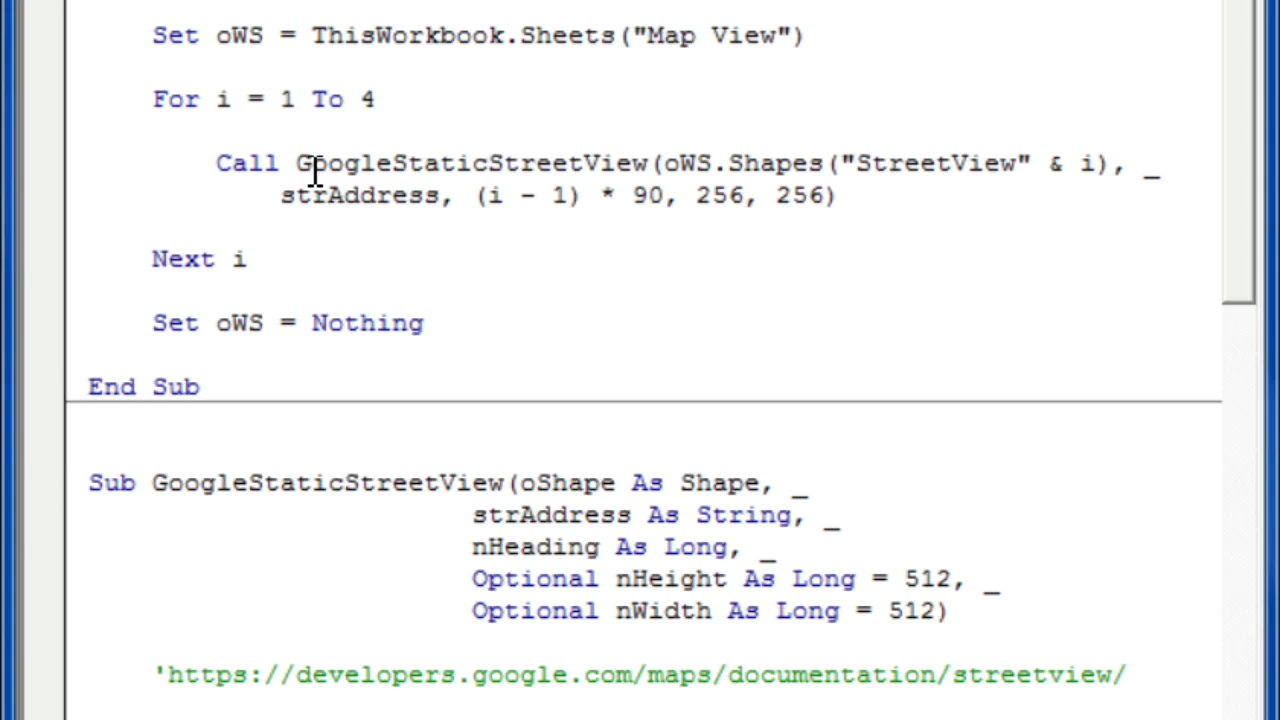 Set oWS = ThisWorkbook.Sheets("Map View")
For i = 1 To 4
Call GoogleStaticStreetView(oWS.Shapes("StreetView" & i), _
strAddress, (i - 1) * 90, 256, 256)
Next i
Set oWS = Nothing
End Sub
Sub GoogleStaticStreetView(oShape As Shape, _
strAddress As String, _
nHeading As Long, _
Optional nHeight As Long = 512, _
Optional nWidth As Long = 512)
'https://developers.google.com/maps/documentation/streetview/